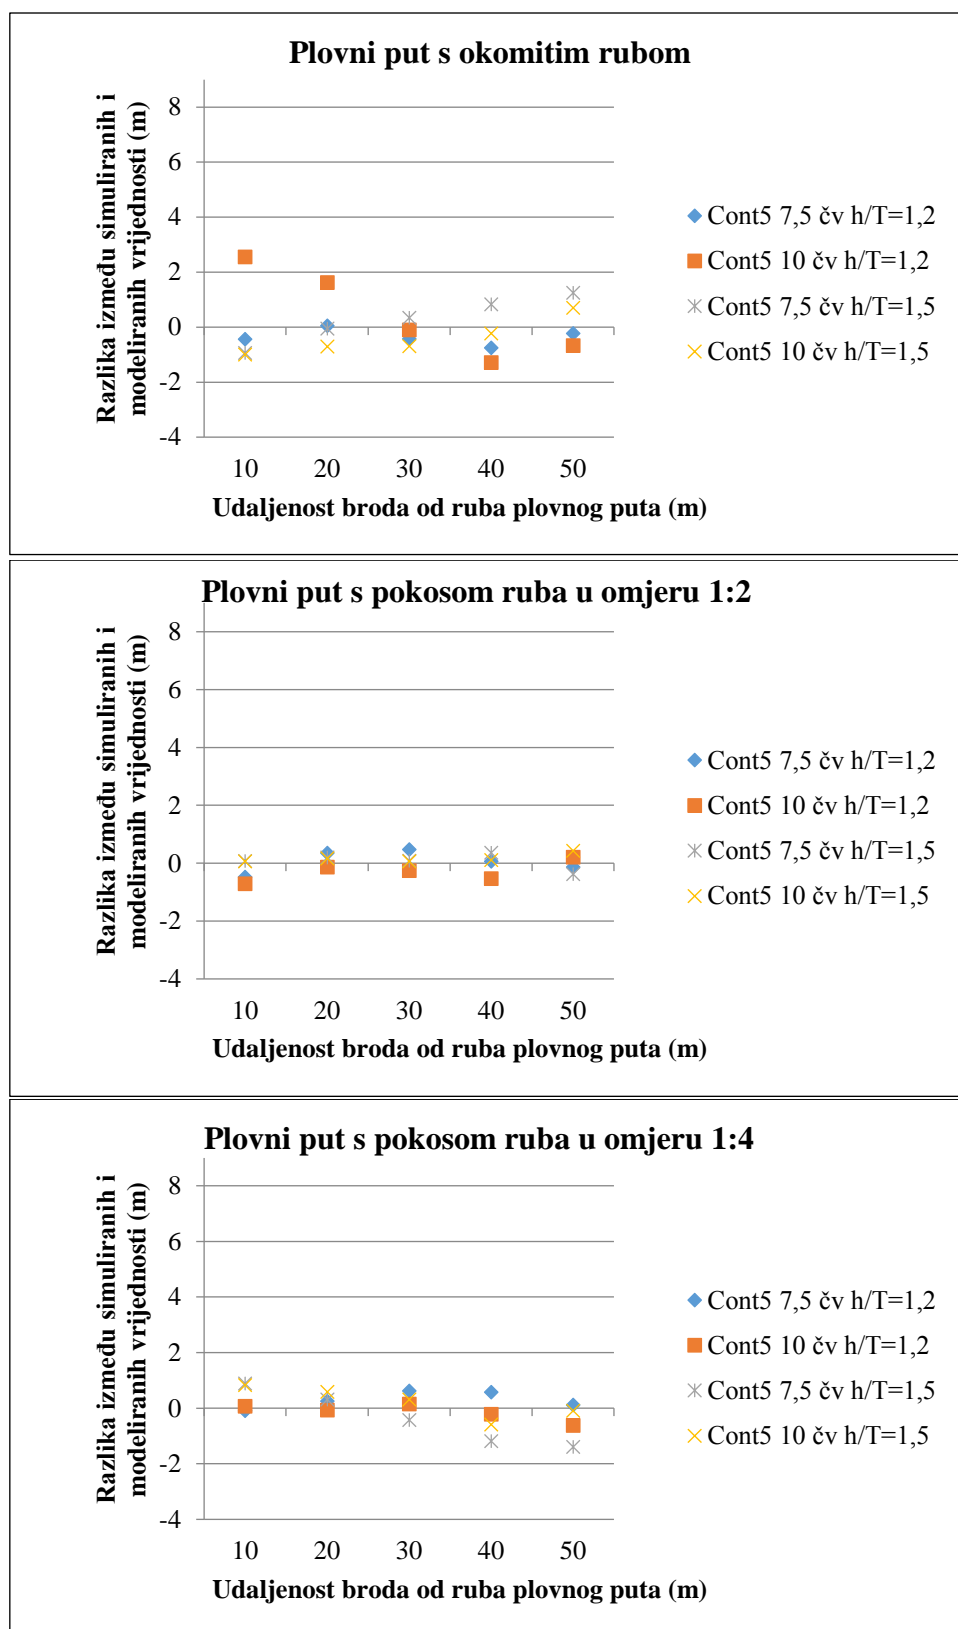 Plovni put s okomitim rubom
Razlika između simuliranih i
modeliranih vrijednosti (m)
8
6
4
2
0
-2
-4
10 20 30 40 50
Udaljenost broda od ruba plovnog puta (m)
Cont5 7,5 čv h/T=1,2
Cont5 10 čv h/T=1,2
Cont5 7,5 čv h/T=1,5
Cont5 10 čv h/T=1,5
Plovni put s pokosom ruba u omjeru 1:2
Razlika između simuliranih i
modeliranih vrijednosti (m)
8
6
4
2
0
-2
-4
10 20 30 40 50
Udaljenost broda od ruba plovnog puta (m)
Cont5 7,5 čv h/T=1,2
Cont5 10 čv h/T=1,2
Cont5 7,5 čv h/T=1,5
Cont5 10 čv h/T=1,5
Plovni put s pokosom ruba u omjeru 1:4
Razlika između simuliranih i
modeliranih vrijednosti (m)
8
6
4
2
0
-2
-4
10 20 30 40 50
Udaljenost broda od ruba plovnog puta (m)
Cont5 7,5 čv h/T=1,2
Cont5 10 čv h/T=1,2
Cont5 7,5 čv h/T=1,5
Cont5 10 čv h/T=1,5